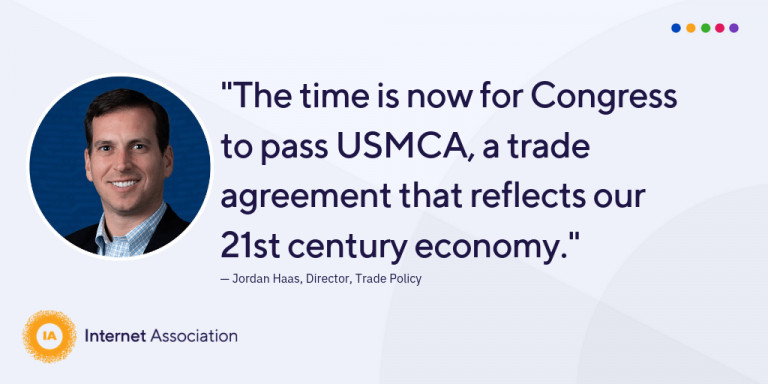 "The time is now for Congress
to pass USMCA, a trade
agreement that reflects our
21st century economy."
— Jordan Haas, Director, Trade Policy
IA
Internet Association